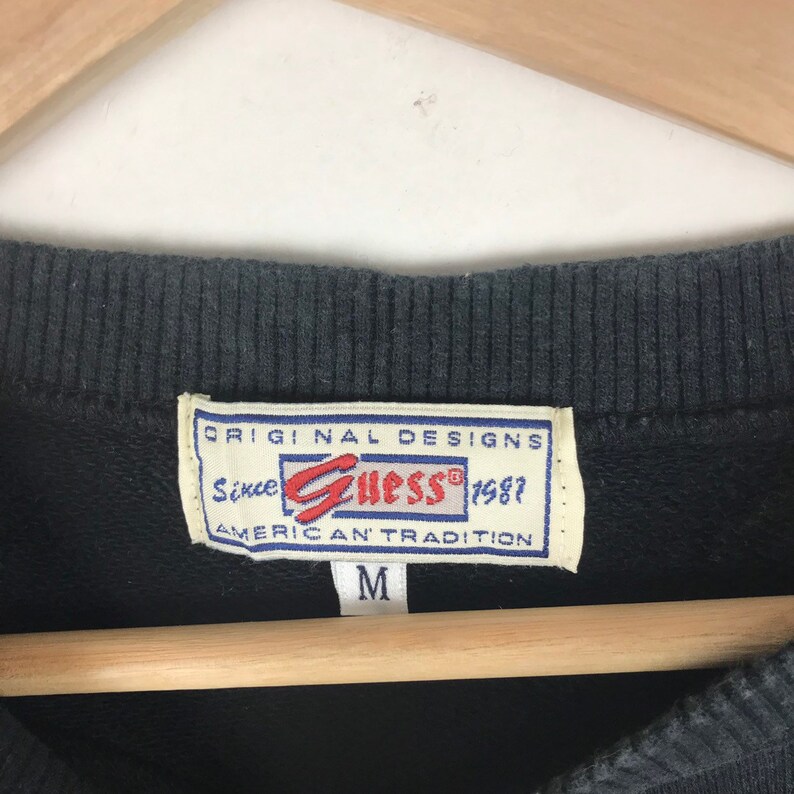 ORIGINAL DESIGNS
Since Guess® 1981
AMERICAN' TRADITION
M